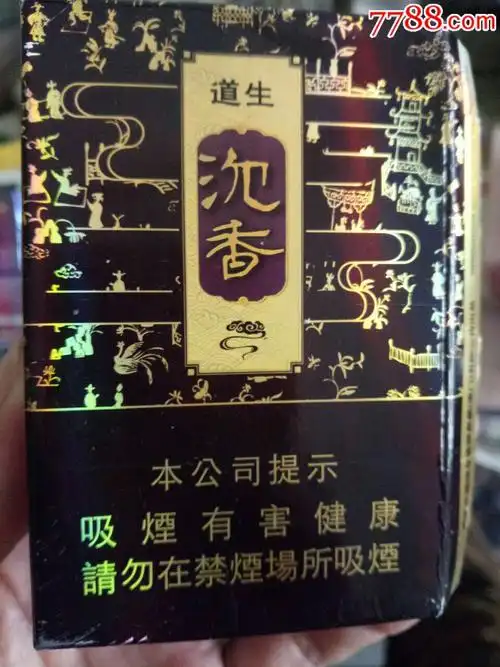 7788.com
道生
沉香
本公司提示
吸煙有害健康
請勿在禁煙場所吸煙